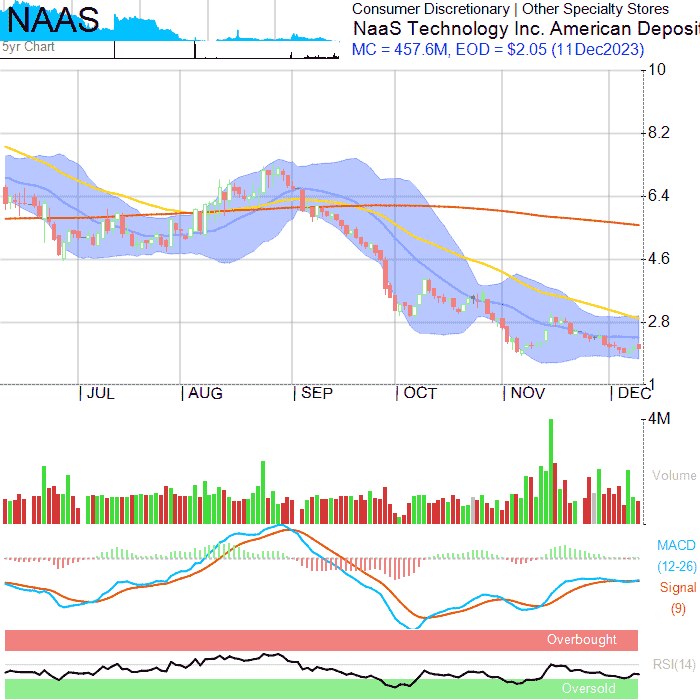 NAAS
Consumer Discretionary | Other Specialty Stores
NaaS Technology Inc. American Deposit
MC = 457.6M, EOD = $2.05 (11Dec2023)
5yr Chart
10
8.2
6.4
4.6
2.8
1
JUL AUG SEP OCT NOV DEC
4M
Volume
MACD
(12-26)
Signal
(9)
Overbought
RSI(14)
Oversold